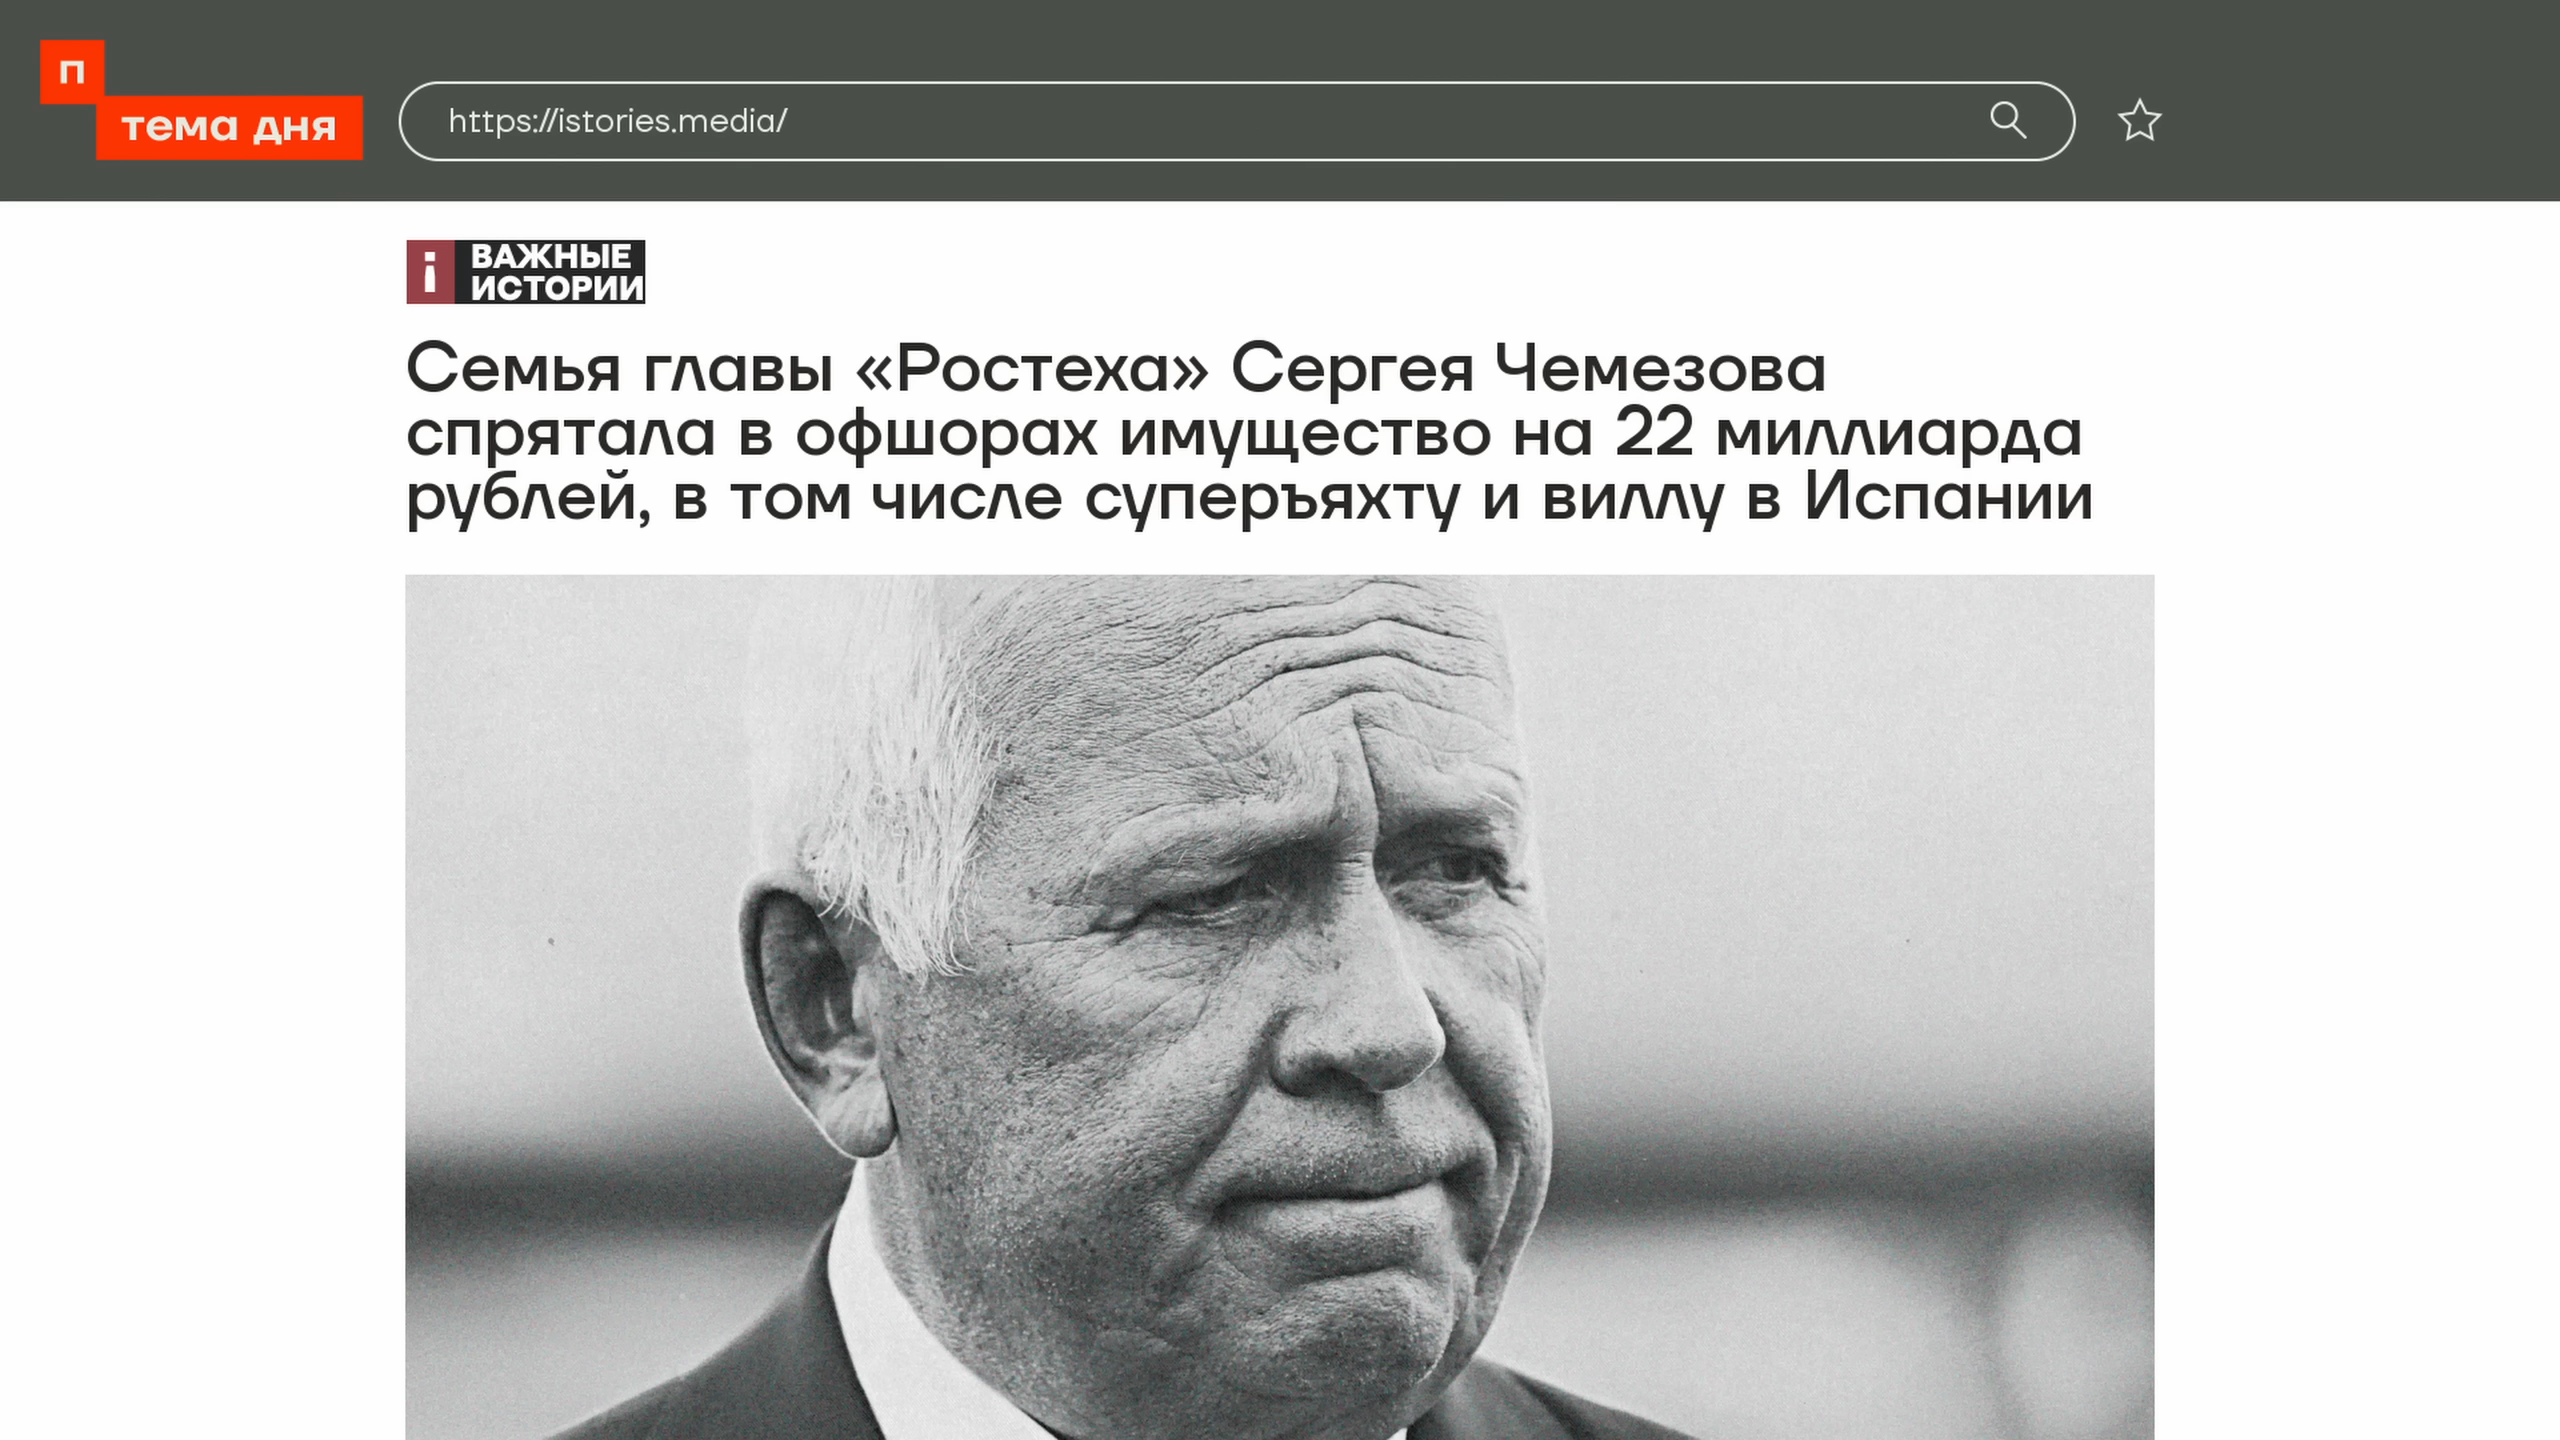 п
тема дня
https://istories.media/
i
ВАЖНЫЕ
ИСТОРИИ
Семья главы «Ростеха» Сергея Чемезова
спрятала в офшорах имущество на 22 миллиарда
рублей, в том числе суперъяхту и виллу в Испании